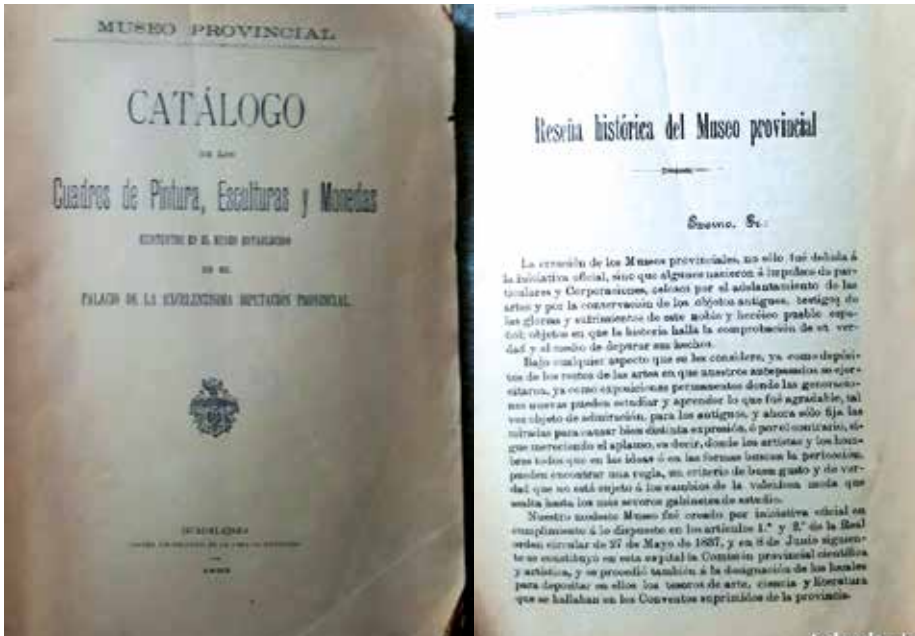 MUSEO PROVINCIAL
CATÁLOGO
DE LOS
Cuadros de Pintura, Esculturas y Monedas
EXISTENTES EN EL MUSEO ESTABLECIDO
EN EL
PALACIO DE LA EXCELENTÍSIMA DIPUTACIÓN PROVINCIAL.
GUADALAJARA
Reseña histórica del Museo provincial
Excmo. Sr.:
La creación de los Museos provinciales, no sólo fué debida á
la iniciativa oficial, sino que algunos nacieron á impulsos de par-
ticulares y Corporaciones, celosos por el adelantamiento de las
artes y por la conservación de los objetos antiguos, testigos de
las glorias y sufrimientos de este noble y heróico pueblo espa-
ñol; objetos en que la historia halla la comprobación de su ver-
dad y el medio de depurar sus hechos.
Bajo cualquier aspecto que se les considere, ya como depósi-
tos de los restos de las artes en que nuestros antepasados se ejer-
citaron, ya como exposiciones permanentes donde las generacio-
nes nuevas pueden estudiar y aprender lo que fué agradable, tal
vez objeto de admiración, para los antiguos, y ahora sólo fija las
miradas para causar bien distinta expresión, ó por el contrario, si-
gue mereciendo el aplauso, es decir, donde los artistas y los hom-
bres todos que en las ideas ó en las formas buscan la perfección,
pueden encontrar una regla, un criterio de buen gusto y de ver-
dad que no está sujeto á los cambios de la veleidosa moda que
asalta hasta los más severos gabinetes de estudio.
Nuestro modesto Museo fué creado por iniciativa oficial en
cumplimiento á lo dispuesto en los artículos 1.º y 2.º de la Real
orden circular de 27 de Mayo de 1837, y en 8 de Junio siguien-
te se constituyó en esta capital la Comisión provincial científica
y artística, y se procedió también á la designación de los locales
para depositar en ellos los tesoros de arte, ciencia y literatura
que se hallaban en los Conventos suprimidos de la provincia.